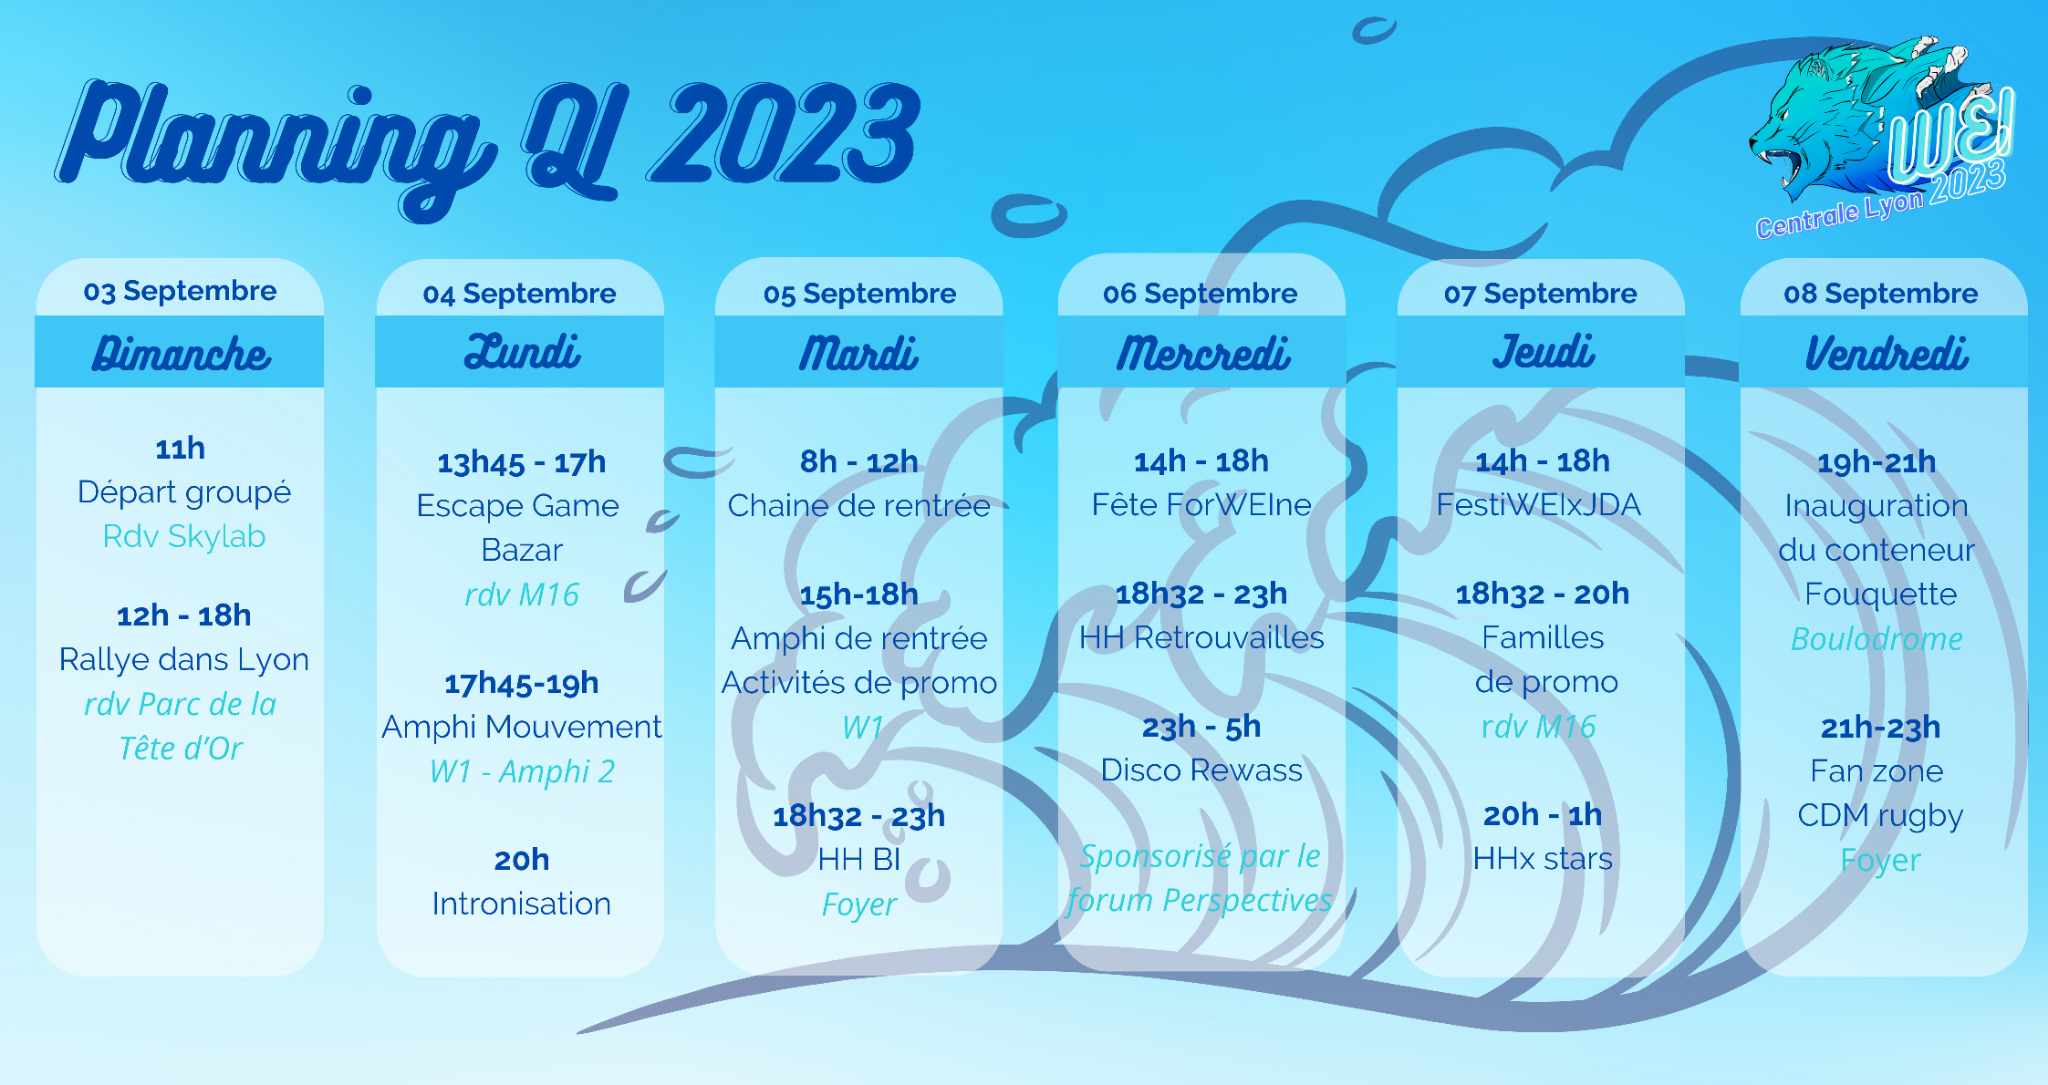 Planning QI 2023
WEI
2023
Centrale Lyon
03 Septembre
Dimanche
11h
Départ groupé
Rdv Skylab
12h - 18h
Rallye dans Lyon
rdv Parc de la
Tête d'Or
04 Septembre
Lundi
13h45 - 17h
Escape Game
Bazar
rdv M16
17h45-19h
Amphi Mouvement
W1 - Amphi 2
20h
Intronisation
05 Septembre
Mardi
8h - 12h
Chaine de rentrée
15h-18h
Amphi de rentrée
Activités de promo
W1
18h32 - 23h
HH BI
Foyer
06 Septembre
Mercredi
14h - 18h
Fête ForWEIne
18h32 - 23h
HH Retrouvailles
23h - 5h
Disco Rewass
Sponsorisé par le
forum Perspectives
07 Septembre
Jeudi
14h - 18h
FestiWEIxJDA
18h32 - 20h
Familles
de promo
rdv M16
20h - 1h
HHx stars
08 Septembre
Vendredi
19h-21h
Inauguration
du conteneur
Fouquette
Boulodrome
21h-23h
Fan zone
CDM rugby
Foyer